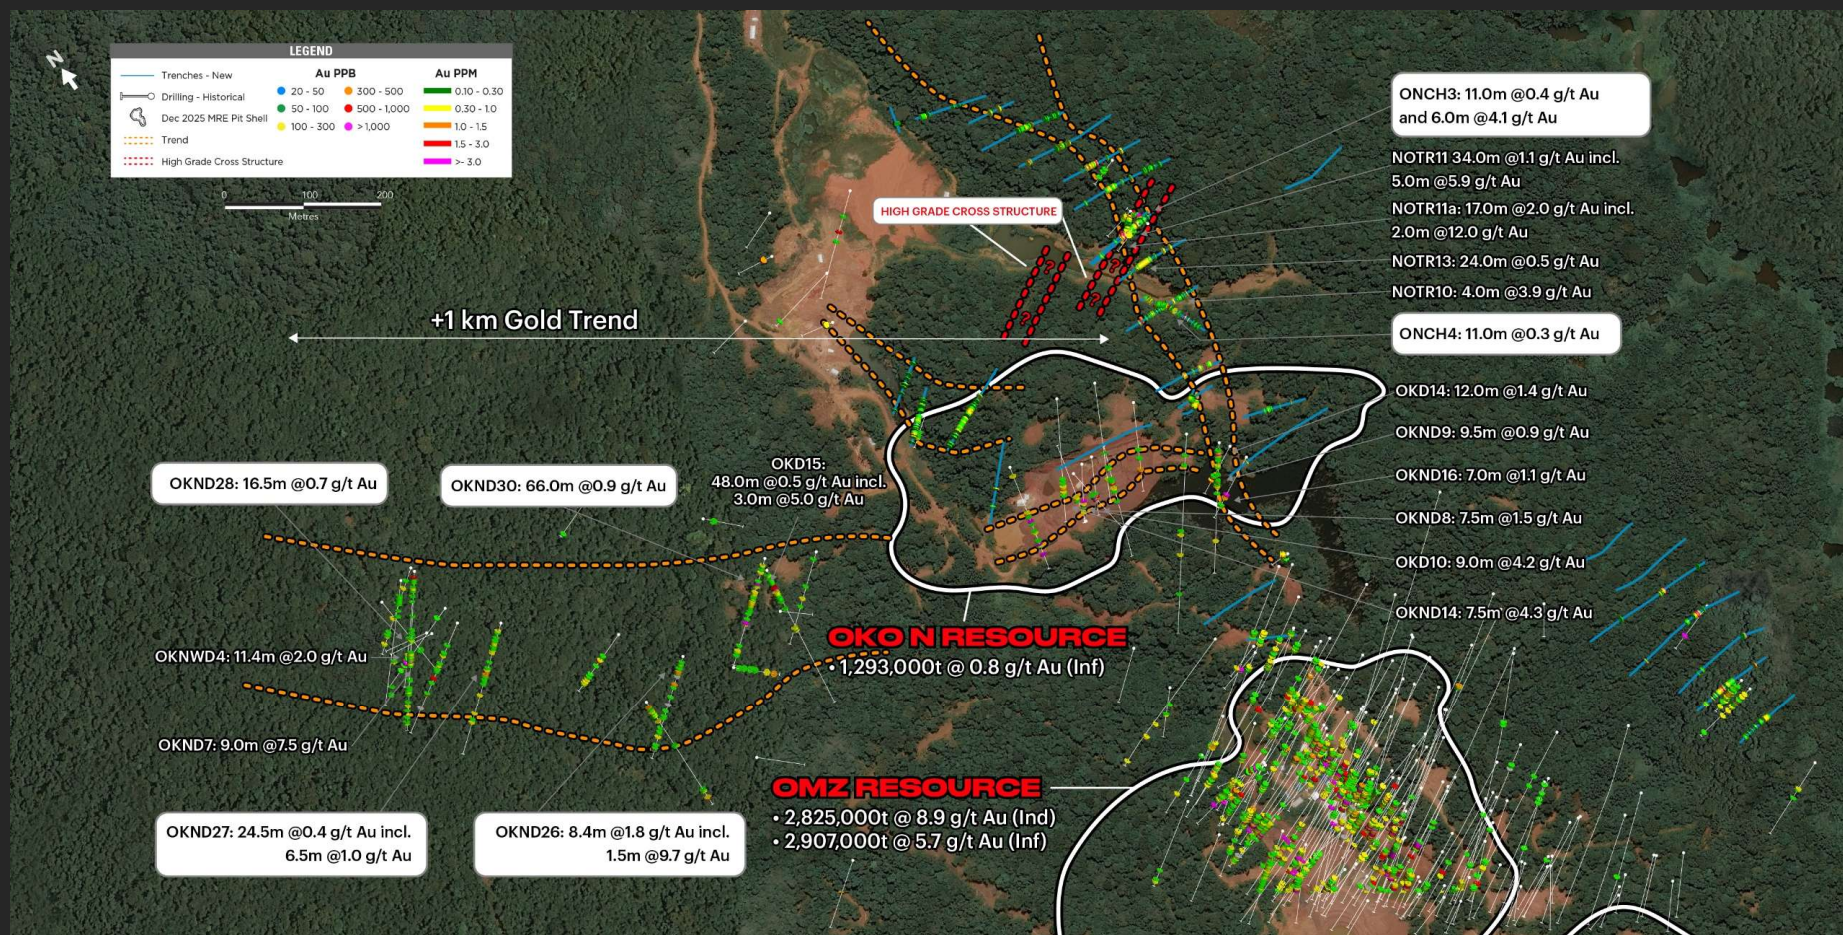 N
LEGEND
Trenches - New
Drilling - Historical
Dec 2025 MRE Pit Shell
Trend
High Grade Cross Structure
Au PPB
20 - 50
50 - 100
100 - 300
300 - 500
500 - 1,000
>1,000
Au PPM
0.10 - 0.30
0.30 - 1.0
1.0 - 1.5
1.5 - 3.0
>- 3.0
0 100 200
Metres
ONCH3: 11.0m @0.4 g/t Au
and 6.0m @4.1 g/t Au
NOTR11 34.0m @1.1 g/t Au incl.
5.0m @5.9 g/t Au
NOTR11a: 17.0m @2.0 g/t Au incl.
2.0m @12.0 g/t Au
NOTR13: 24.0m @0.5 g/t Au
NOTR10: 4.0m @3.9 g/t Au
ONCH4: 11.0m @0.3 g/t Au
HIGH GRADE CROSS STRUCTURE
?
?
?
?
+1 km Gold Trend
OKD14: 12.0m @1.4 g/t Au
OKND9: 9.5m @0.9 g/t Au
OKND16: 7.0m @1.1 g/t Au
OKND8: 7.5m @1.5 g/t Au
OKD10: 9.0m @4.2 g/t Au
OKND14: 7.5m @4.3 g/t Au
OKND28: 16.5m @0.7 g/t Au
OKND30: 66.0m @0.9 g/t Au
OKD15:
48.0m @0.5 g/t Au incl.
3.0m @5.0 g/t Au
OKO N RESOURCE
• 1,293,000t @ 0.8 g/t Au (Inf)
OKNWD4: 11.4m @2.0 g/t Au
OKND7: 9.0m @7.5 g/t Au
OMZ RESOURCE
• 2,825,000t @ 8.9 g/t Au (Ind)
• 2,907,000t @ 5.7 g/t Au (Inf)
OKND27: 24.5m @0.4 g/t Au incl.
6.5m @1.0 g/t Au
OKND26: 8.4m @1.8 g/t Au incl.
1.5m @9.7 g/t Au